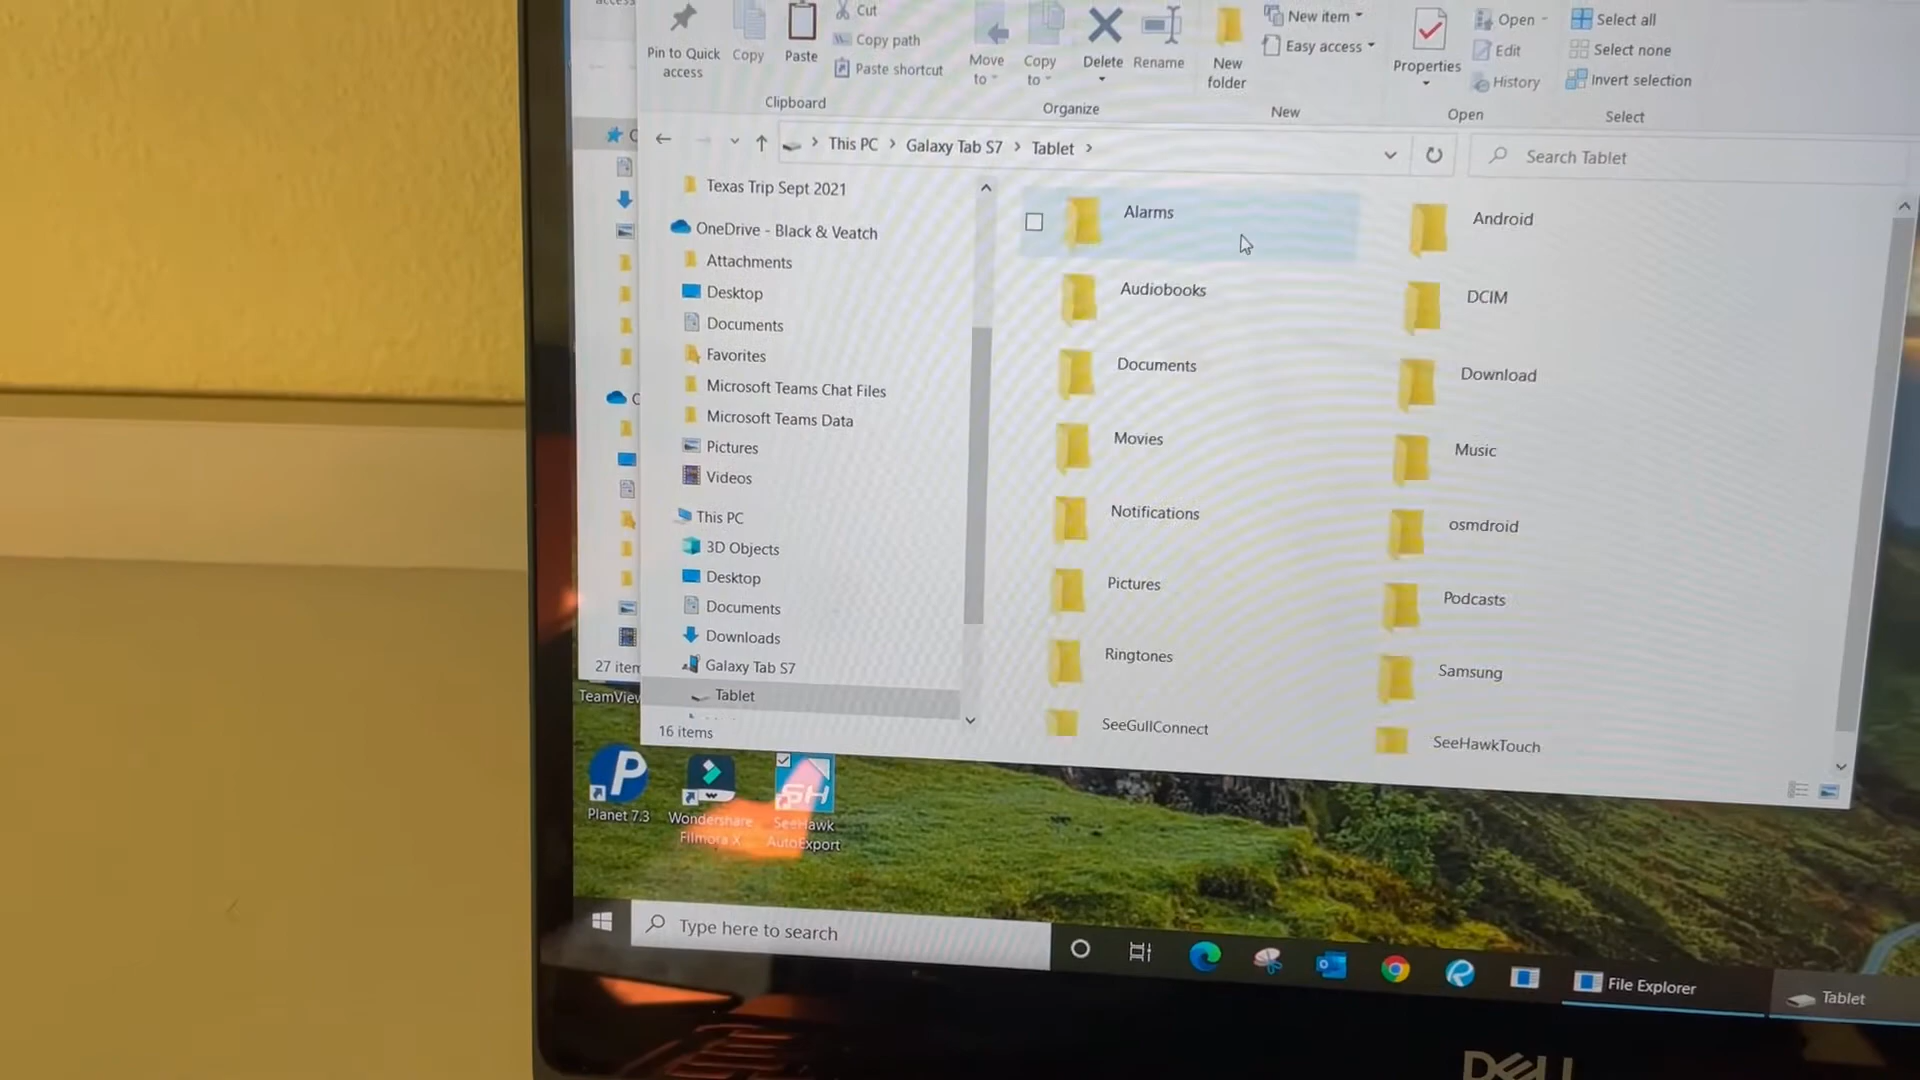 Pin to Quick access
Copy
Paste
Cut
Copy path
Paste shortcut
Clipboard
Move to
Copy to
Delete
Rename
Organize
New folder
New item
Easy access
New
Properties
Open
Edit
History
Open
Select all
Select none
Invert selection
Select
This PC > Galaxy Tab S7 > Tablet >
Search Tablet
Texas Trip Sept 2021
OneDrive - Black & Veatch
Attachments
Desktop
Documents
Favorites
Microsoft Teams Chat Files
Microsoft Teams Data
Pictures
Videos
This PC
3D Objects
Desktop
Documents
Downloads
Galaxy Tab S7
Tablet
16 items
Alarms
Android
Audiobooks
DCIM
Documents
Download
Movies
Music
Notifications
osmdroid
Pictures
Podcasts
Ringtones
Samsung
SeeGullConnect
SeeHawkTouch
27 item
TeamView
Planet 7.3
Wondershare Filmora X
SH
SeeHawk AutoExport
Type here to search
File Explorer
Tablet
DELL